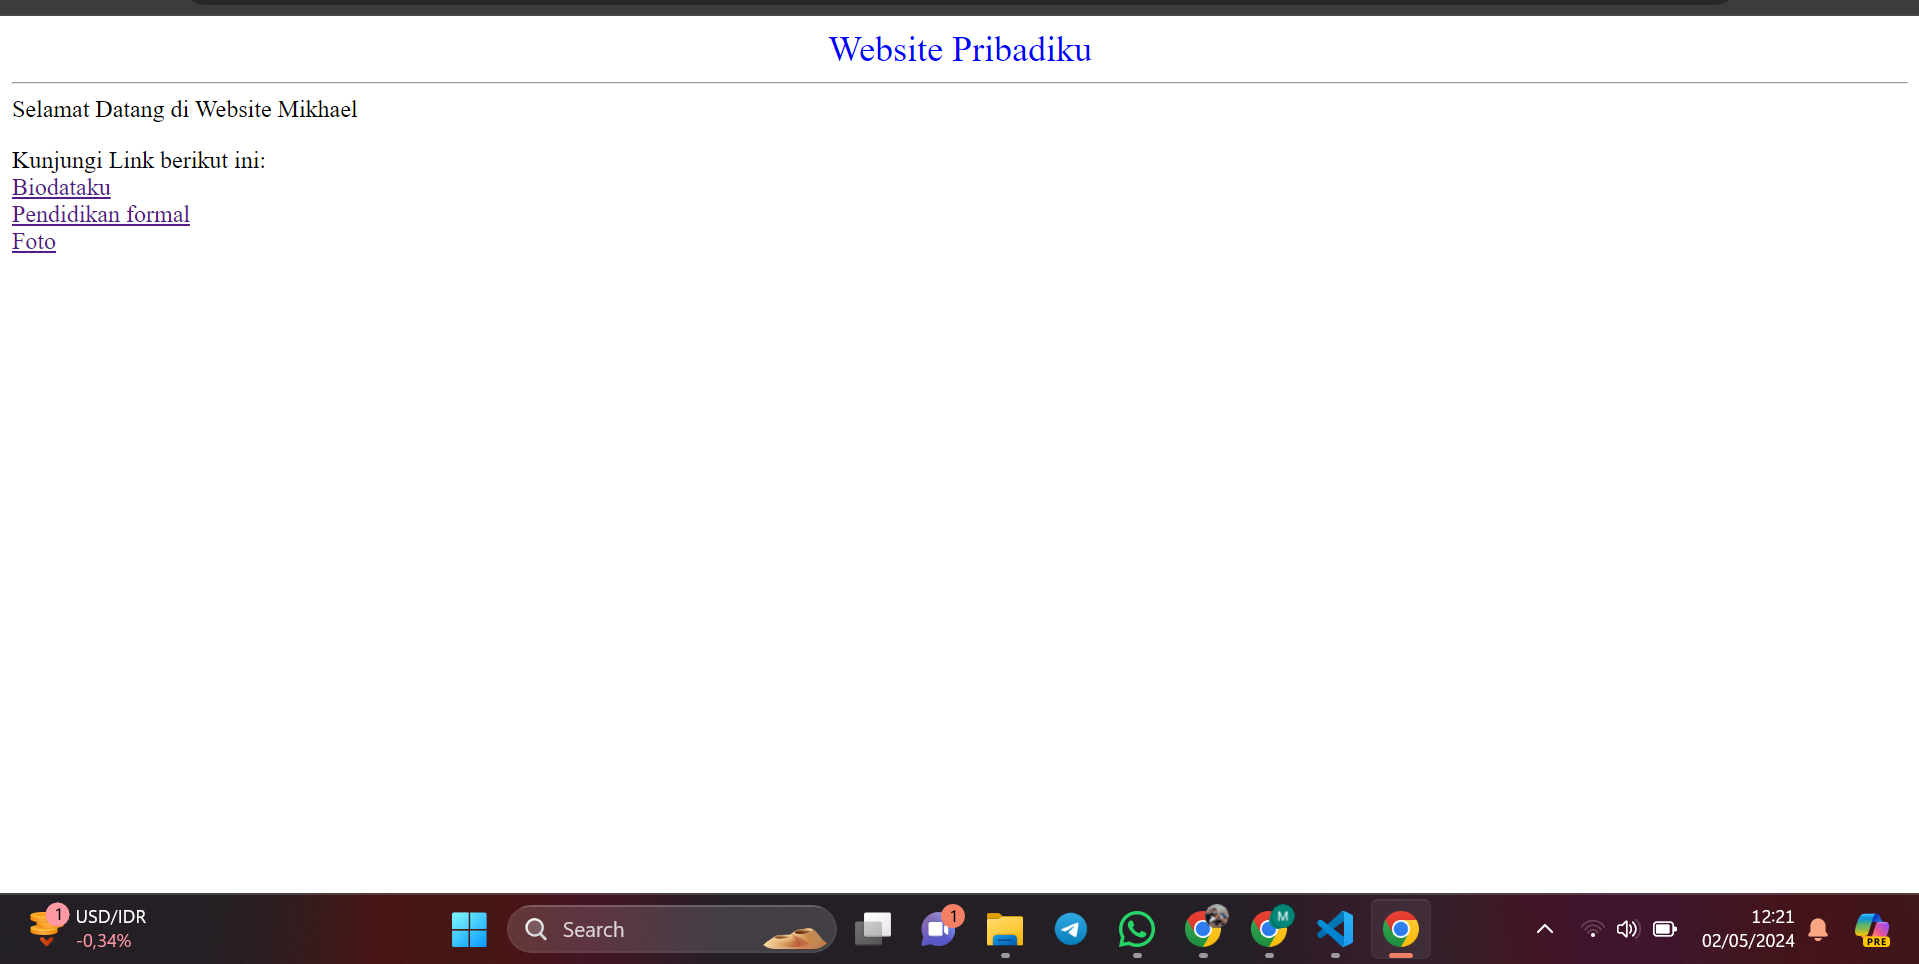 Website Pribadiku
Selamat Datang di Website Mikhael
Kunjungi Link berikut ini:
Biodataku
Pendidikan formal
Foto
1
USD/IDR
-0,34%
Search
1
M
12:21
02/05/2024
PRE